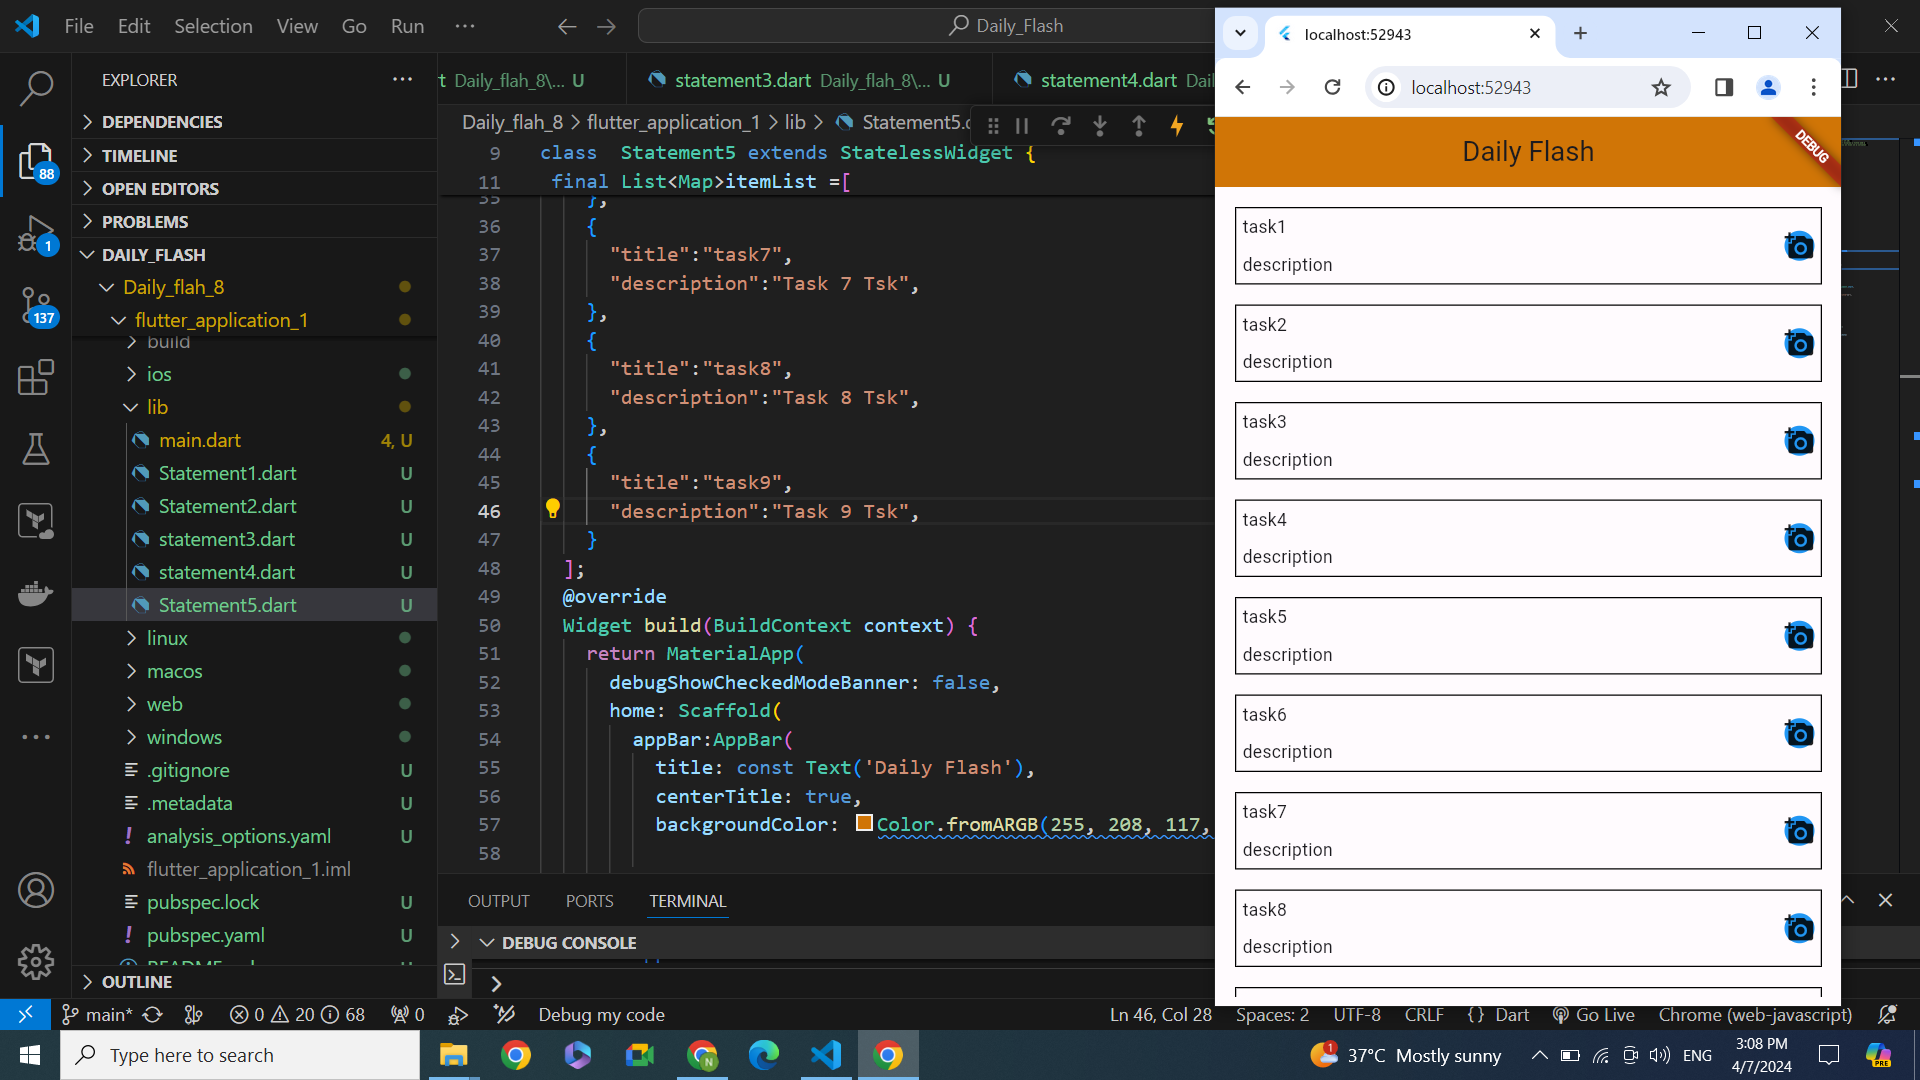 File Edit Selection View Go Run ··· Daily_Flash
EXPLORER ···
DEPENDENCIES
TIMELINE
OPEN EDITORS
PROBLEMS
DAILY_FLASH
Daily_flah_8
flutter_application_1
build
ios
lib
main.dart 4, U
Statement1.dart U
Statement2.dart U
statement3.dart U
statement4.dart U
Statement5.dart U
linux
macos
web
windows
.gitignore U
.metadata U
analysis_options.yaml U
flutter_application_1.iml
pubspec.lock U
pubspec.yaml U
OUTLINE
88
1
137
t Daily_flah_8\... U statement3.dart Daily_flah_8\... U statement4.dart Dail
Daily_flah_8 > flutter_application_1 > lib > Statement5.d
9 class  Statement5 extends StatelessWidget {
11 final List<Map>itemList =[
35 },
36 {
37 "title":"task7",
38 "description":"Task 7 Tsk",
39 },
40 {
41 "title":"task8",
42 "description":"Task 8 Tsk",
43 },
44 {
45 "title":"task9",
46 "description":"Task 9 Tsk",
47 }
48 ];
49 @override
50 Widget build(BuildContext context) {
51 return MaterialApp(
52 debugShowCheckedModeBanner: false,
53 home: Scaffold(
54 appBar:AppBar(
55 title: const Text('Daily Flash'),
56 centerTitle: true,
57 backgroundColor: Color.fromARGB(255, 208, 117,
58
OUTPUT PORTS TERMINAL
DEBUG CONSOLE
localhost:52943
localhost:52943
Daily Flash
DEBUG
task1
description
task2
description
task3
description
task4
description
task5
description
task6
description
task7
description
task8
description
main* 0 20 68 0 Debug my code Ln 46, Col 28 Spaces: 2 UTF-8 CRLF {} Dart Go Live Chrome (web-javascript)
Type here to search
N
1 37°C Mostly sunny ENG 3:08 PM
4/7/2024
PRE